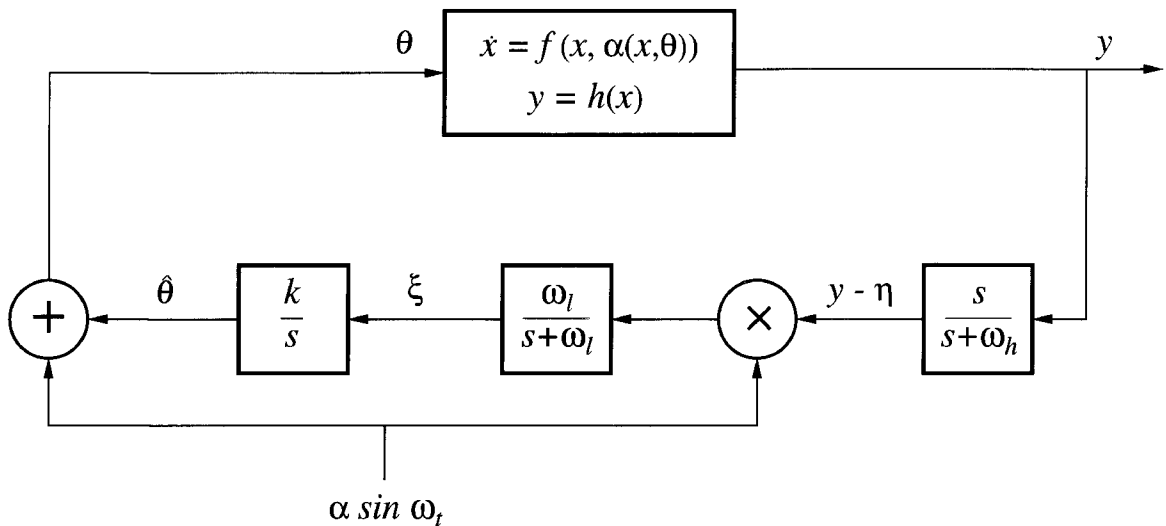 θ
ẋ = f (x, α(x,θ))
y = h(x)
y
+
θ̂
k
s
ξ
ω_l
s+ω_l
×
y - η
s
s+ω_h
α sin ω_t